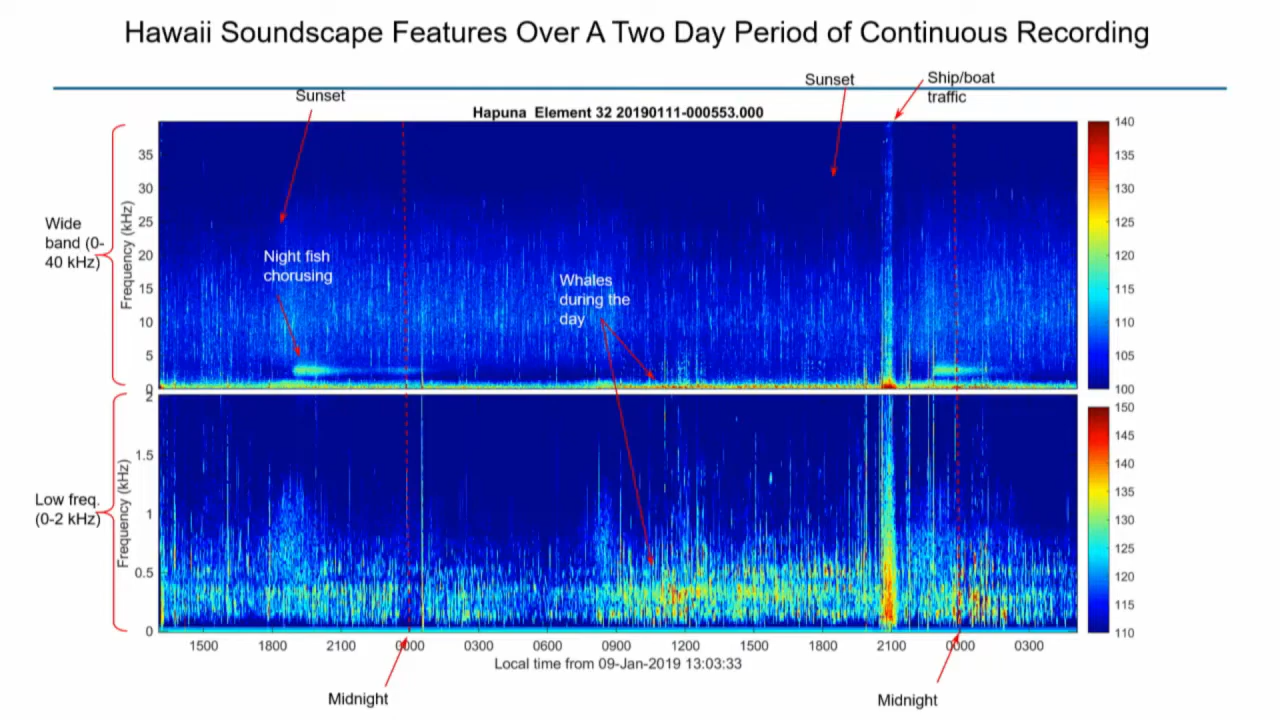 Hawaii Soundscape Features Over A Two Day Period of Continuous Recording
Sunset
Sunset
Ship/boat
traffic
Hapuna Element 32 20190111-000553.000
Wide
band (0-
40 kHz)
Frequency (kHz)
35
30
25
20
15
10
5
0
Night fish
chorusing
Whales
during the
day
140
135
130
125
120
115
110
105
100
Low freq.
(0-2 kHz)
Frequency (kHz)
2
1.5
1
0.5
0
150
145
140
135
130
125
120
115
110
1500 1800 2100 0000 0300 0600 0900 1200 1500 1800 2100 0000 0300
Local time from 09-Jan-2019 13:03:33
Midnight
Midnight